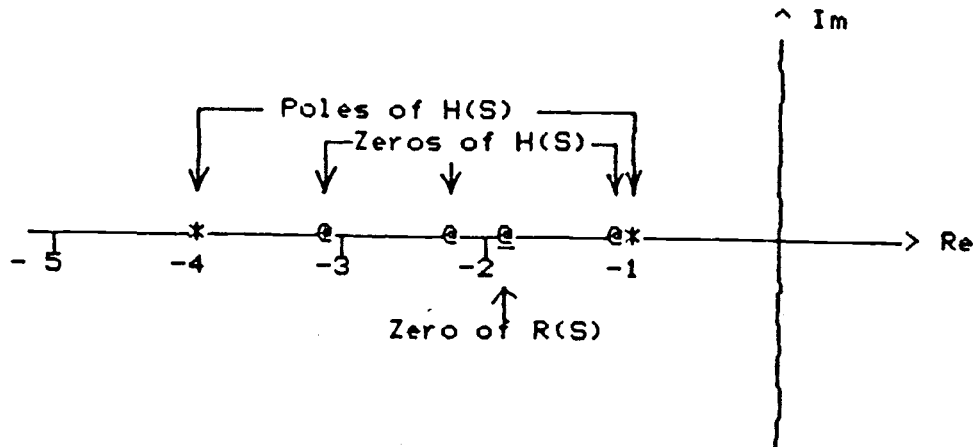 ^ Im
Poles of H(S)
Zeros of H(S)
* @ @ @ @* > Re
- 5 -4 -3 -2 -1
Zero of R(S)